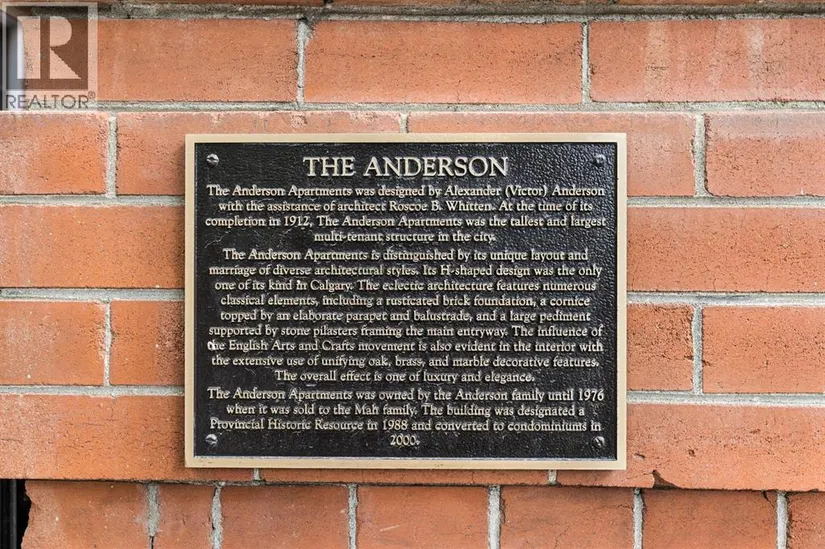 R
REALTOR®
THE ANDERSON
The Anderson Apartments was designed by Alexander (Victor) Anderson
with the assistance of architect Roscoe B. Whitten. At the time of its
completion in 1912, The Anderson Apartments was the tallest and largest
multi-tenant structure in the city.
The Anderson Apartments is distinguished by its unique layout and
marriage of diverse architectural styles. Its H-shaped design was the only
one of its kind in Calgary. The eclectic architecture features numerous
classical elements, including a rusticated brick foundation, a cornice
topped by an elaborate parapet and balustrade, and a large pediment
supported by stone pilasters framing the main entryway. The influence of
the English Arts and Crafts movement is also evident in the interior with
the extensive use of unifying oak, brass, and marble decorative features.
The overall effect is one of luxury and elegance.
The Anderson Apartments was owned by the Anderson family until 1976
when it was sold to the Mah family. The building was designated a
Provincial Historic Resource in 1988 and converted to condominiums in
2000.